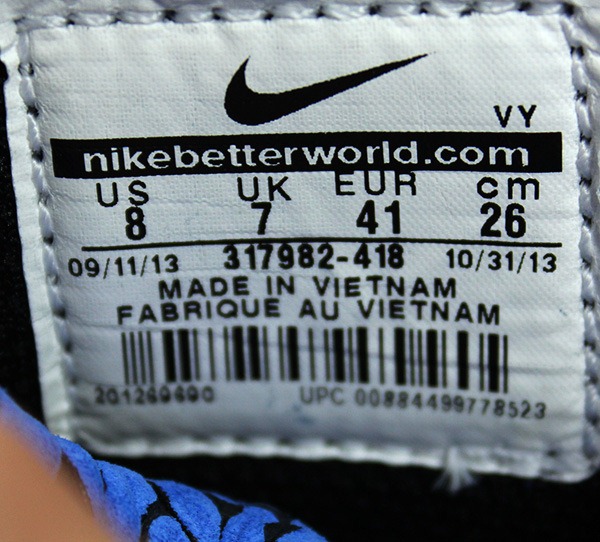 VY
nikebetterworld.com
US UK EUR cm
8 7 41 26
09/11/13 317982-418 10/31/13
MADE IN VIETNAM
FABRIQUE AU VIETNAM
UPC 00884499778523